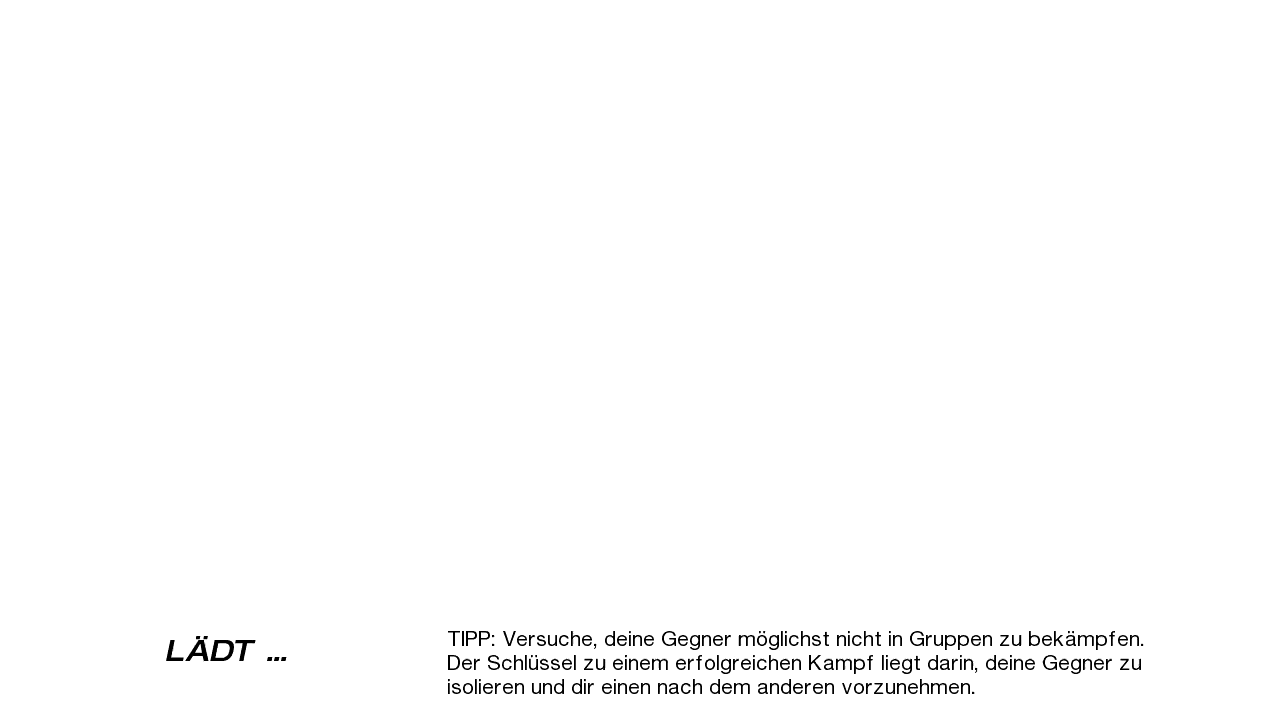 LÄDT ...
TIPP: Versuche, deine Gegner möglichst nicht in Gruppen zu bekämpfen.
Der Schlüssel zu einem erfolgreichen Kampf liegt darin, deine Gegner zu
isolieren und dir einen nach dem anderen vorzunehmen.